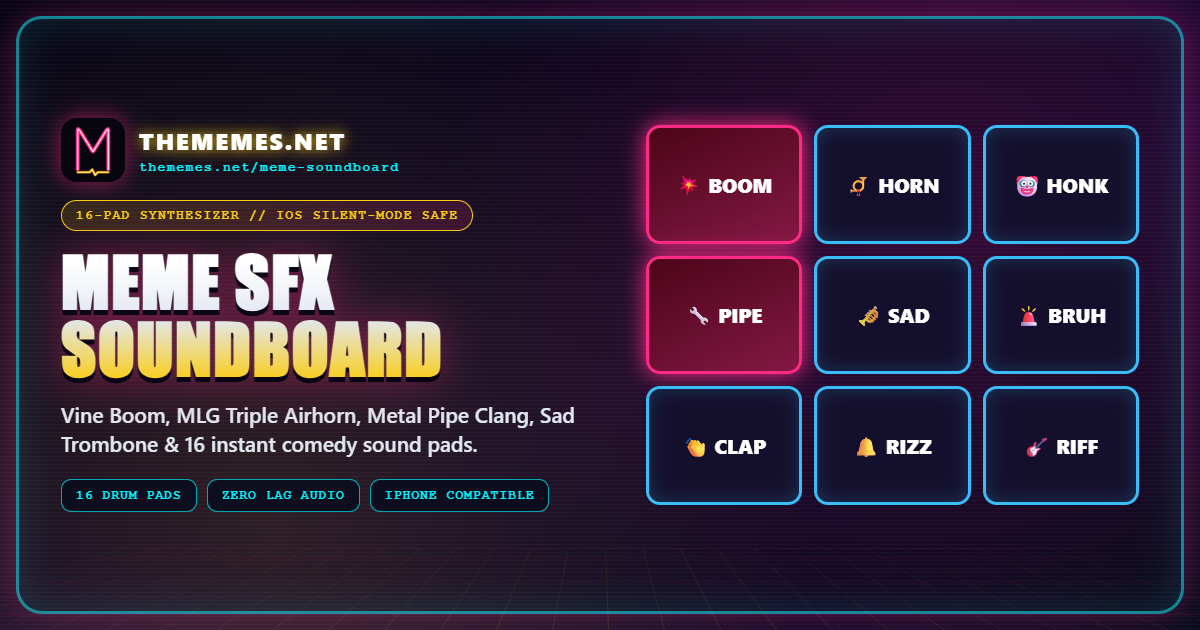 THEMEMES.NET
thememes.net/meme-soundboard
16-PAD SYNTHESIZER // IOS SILENT-MODE SAFE
MEME SFX
SOUNDBOARD
Vine Boom, MLG Triple Airhorn, Metal Pipe Clang, Sad
Trombone & 16 instant comedy sound pads.
16 DRUM PADS
ZERO LAG AUDIO
IPHONE COMPATIBLE
BOOM
HORN
HONK
PIPE
SAD
BRUH
CLAP
RIZZ
RIFF